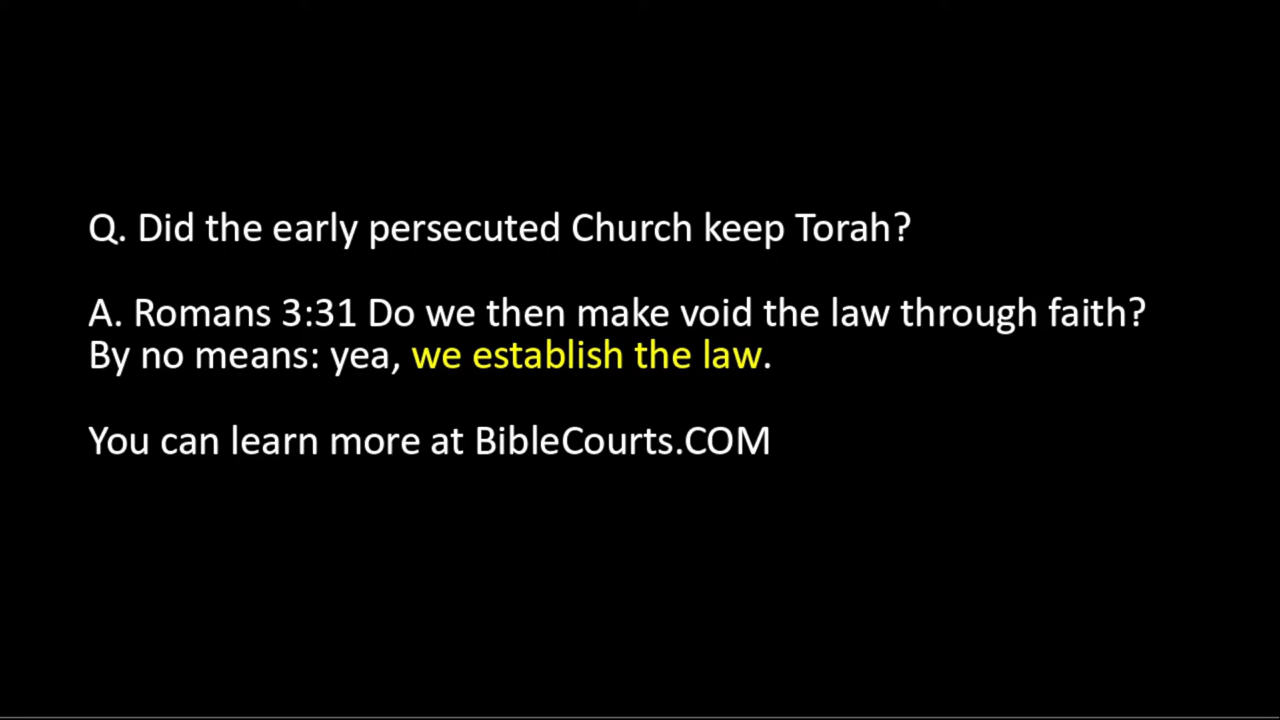 Q. Did the early persecuted Church keep Torah?
A. Romans 3:31 Do we then make void the law through faith?
By no means: yea, we establish the law.
You can learn more at BibleCourts.COM